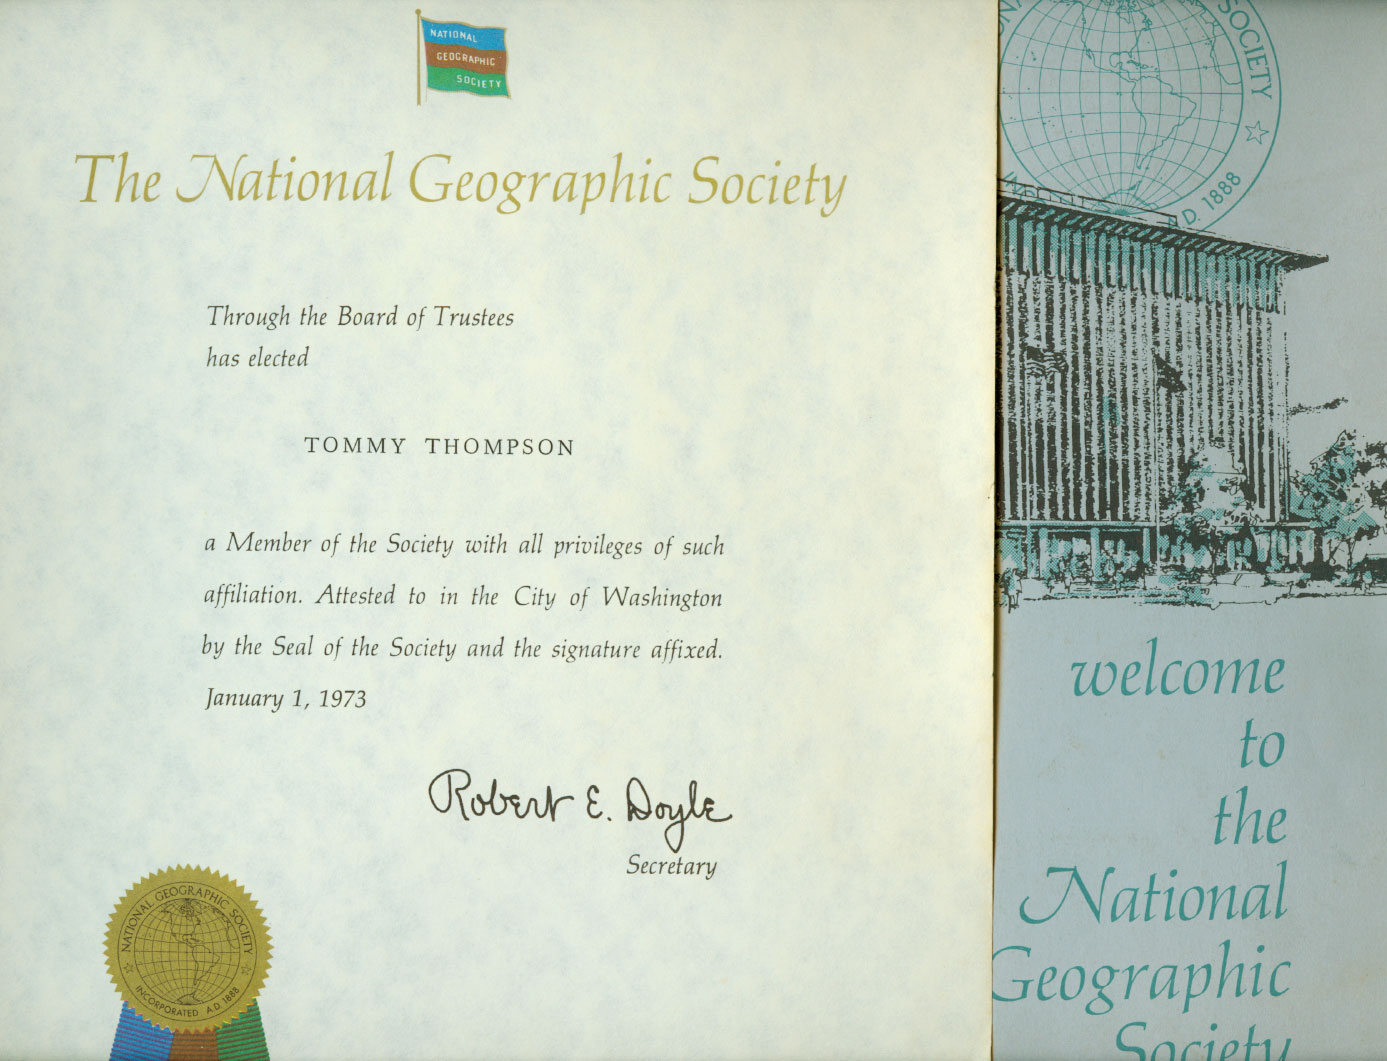 NATIONAL
GEOGRAPHIC
SOCIETY
The National Geographic Society
Through the Board of Trustees
has elected
TOMMY THOMPSON
a Member of the Society with all privileges of such
affiliation. Attested to in the City of Washington
by the Seal of the Society and the signature affixed.
January 1, 1973
Robert E. Doyle
Secretary
NATIONAL GEOGRAPHIC SOCIETY
INCORPORATED A.D. 1888
SOCIETY
A.D. 1888
welcome
to
the
National
Geographic
Society